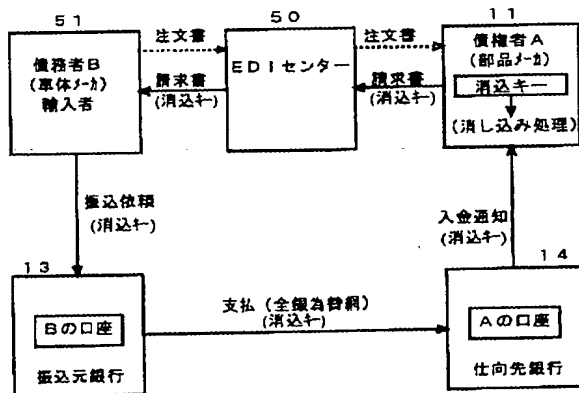 51
50
11
債務者B
(車体メーカ)
輸入者
注文書
請求書
(消込キー)
EDIセンター
注文書
請求書
(消込キー)
債権者A
(部品メーカ)
消込キー
(消し込み処理)
振込依頼
(消込キー)
入金通知
(消込キー)
13
14
Bの口座
振込元銀行
支払(全銀為替網)
(消込キー)
Aの口座
仕向先銀行